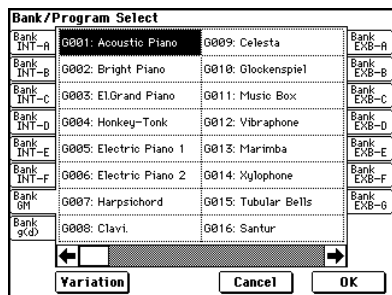 Bank/Program Select
Bank INT-A
Bank INT-B
Bank INT-C
Bank INT-D
Bank INT-E
Bank INT-F
Bank GM
Bank g(d)
G001: Acoustic Piano
G002: Bright Piano
G003: El.Grand Piano
G004: Honkey-Tonk
G005: Electric Piano 1
G006: Electric Piano 2
G007: Harpsichord
G008: Clavi.
G009: Celesta
G010: Glockenspiel
G011: Music Box
G012: Vibraphone
G013: Marimba
G014: Xylophone
G015: Tubular Bells
G016: Santur
Bank EXB-A
Bank EXB-B
Bank EXB-C
Bank EXB-D
Bank EXB-E
Bank EXB-F
Bank EXB-G
Variation
Cancel
OK